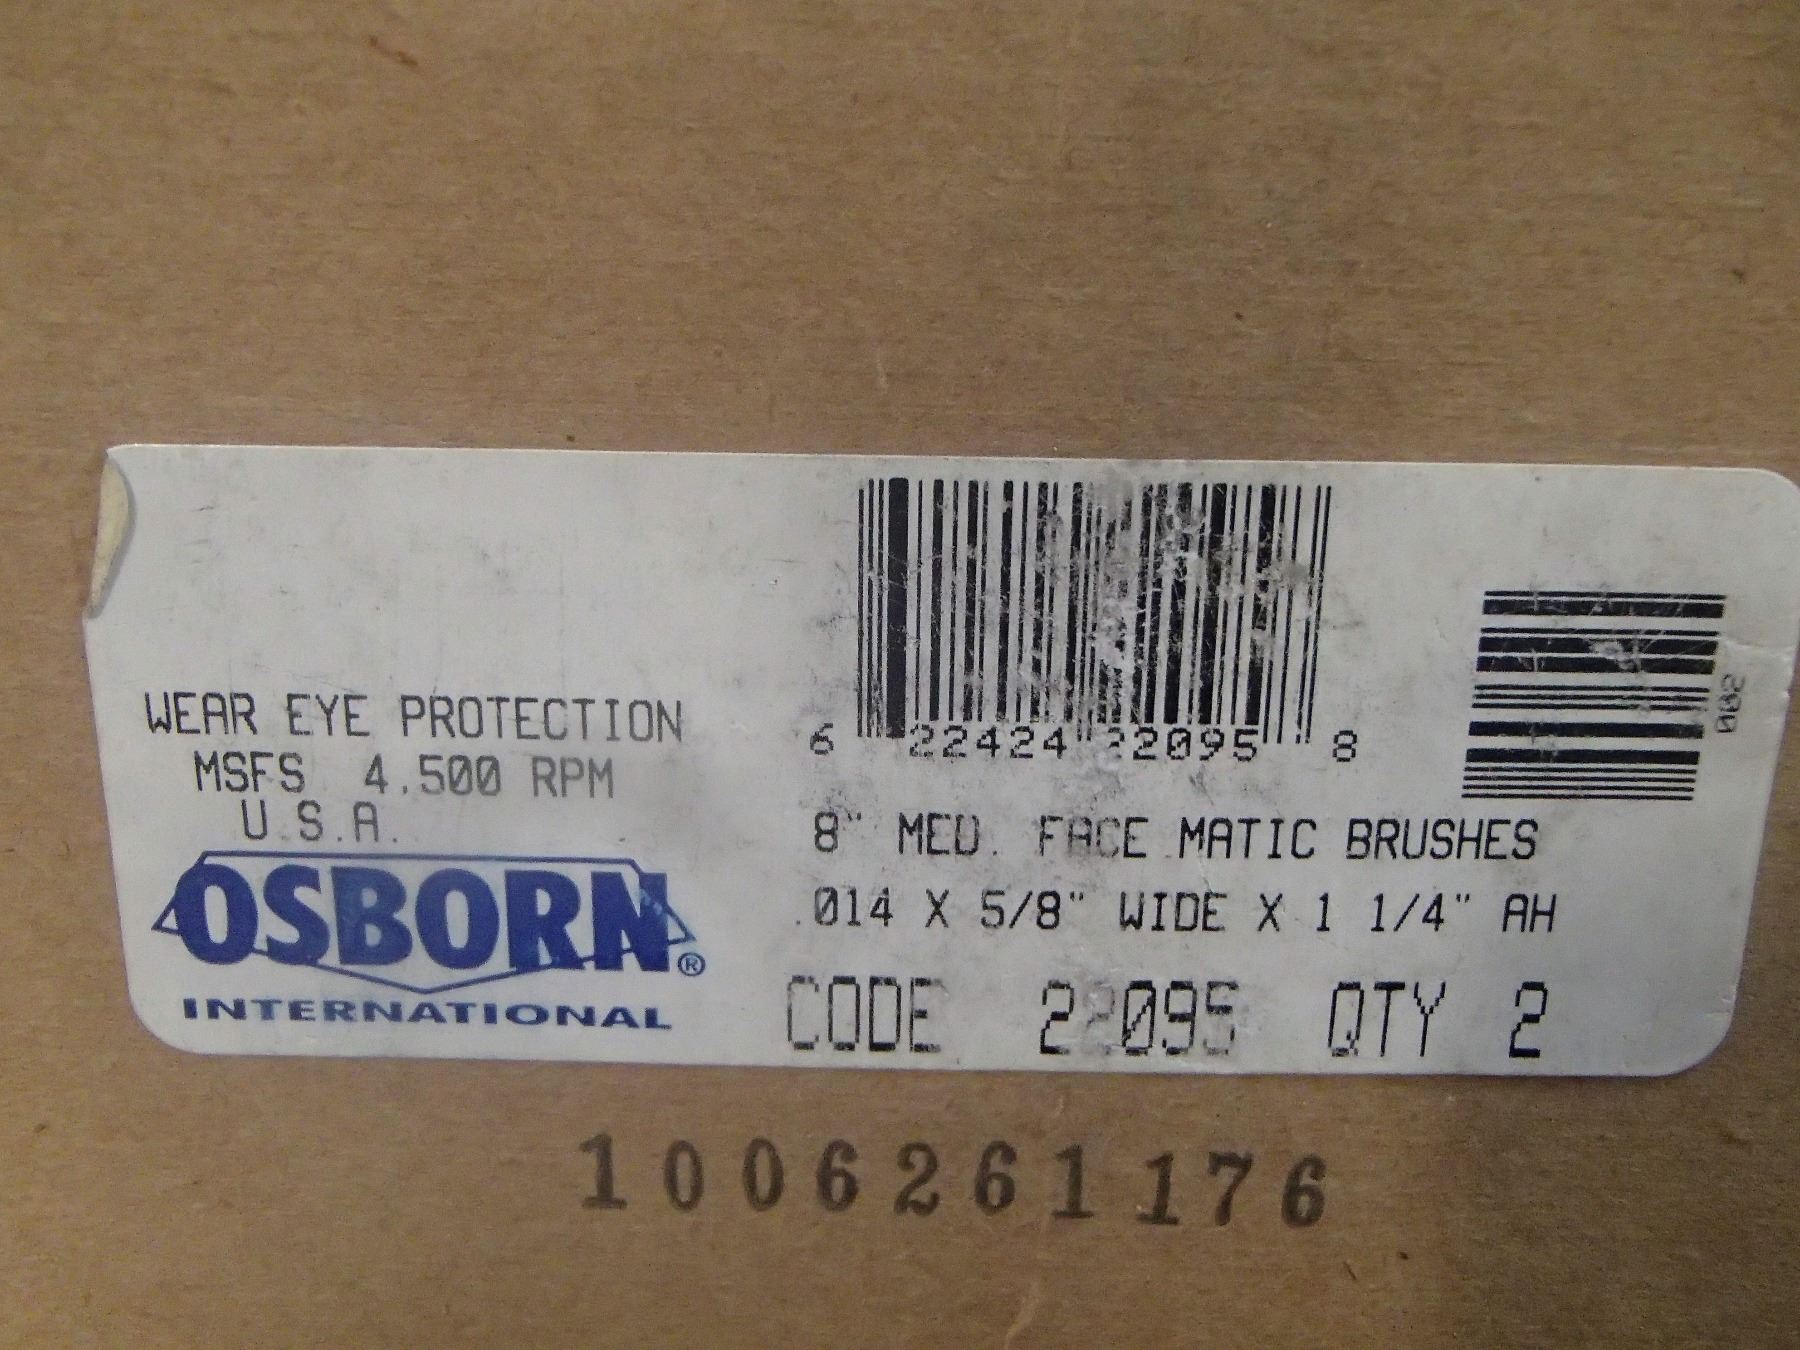 WEAR EYE PROTECTION
MSFS 4,500 RPM
U.S.A.
OSBORN®
INTERNATIONAL
6 22424 22095 8
002
8" MED. FACE MATIC BRUSHES
.014 X 5/8" WIDE X 1 1/4" AH
CODE 22095 QTY 2
1006261176